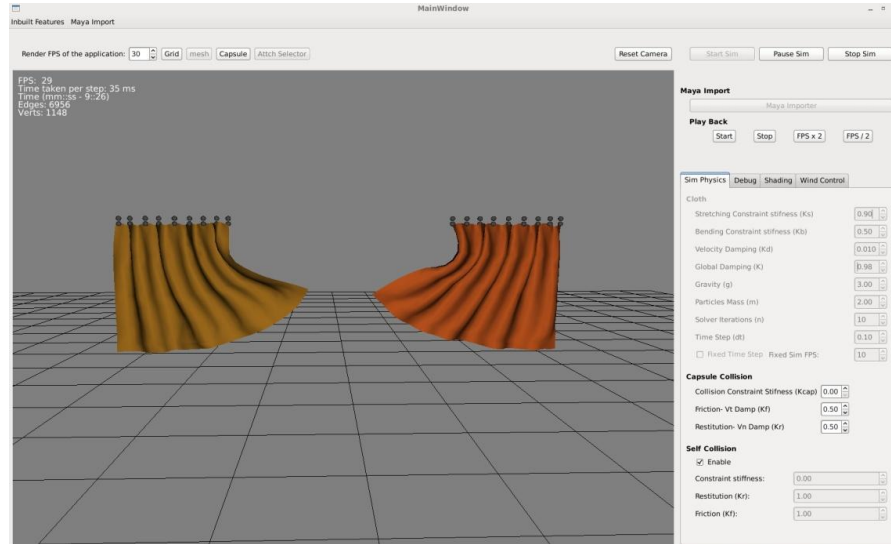 MainWindow
Inbuilt Features Maya Import
Render FPS of the application: 30 Grid mesh Capsule Attch Selector Reset Camera Start Sim Pause Sim Stop Sim
FPS: 29
Time taken per step: 35 ms
Time (mm::ss - 9::26)
Edges: 6956
Verts: 1148
Maya Import
Maya Importer
Play Back
Start Stop FPS x 2 FPS / 2
Sim Physics Debug Shading Wind Control
Cloth
Stretching Constraint stifness (Ks) 0.90
Bending Constraint stifness (Kb) 0.50
Velocity Damping (Kd) 0.010
Global Damping (K) 0.98
Gravity (g) 3.00
Particles Mass (m) 2.00
Solver Iterations (n) 10
Time Step (dt) 0.10
Fixed Time Step Fixed Sim FPS: 10
Capsule Collision
Collision Constraint Stifness (Kcap) 0.00
Friction- Vt Damp (Kf) 0.50
Restitution- Vn Damp (Kr) 0.50
Self Collision
Enable
Constraint stiffness: 0.00
Restitution (Kr): 1.00
Friction (Kf): 1.00